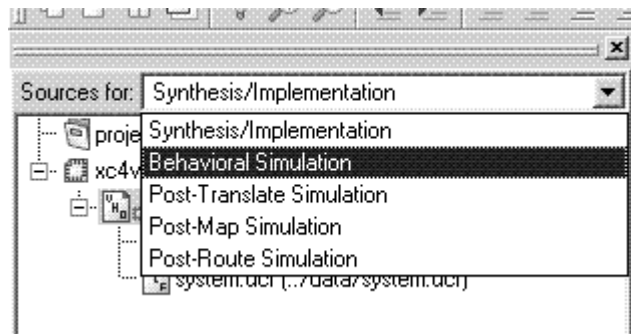 Sources for: Synthesis/Implementation
Synthesis/Implementation
proje
Behavioral Simulation
xc4v
Post-Translate Simulation
Post-Map Simulation
Post-Route Simulation
system.ucf (../data/system.ucf)